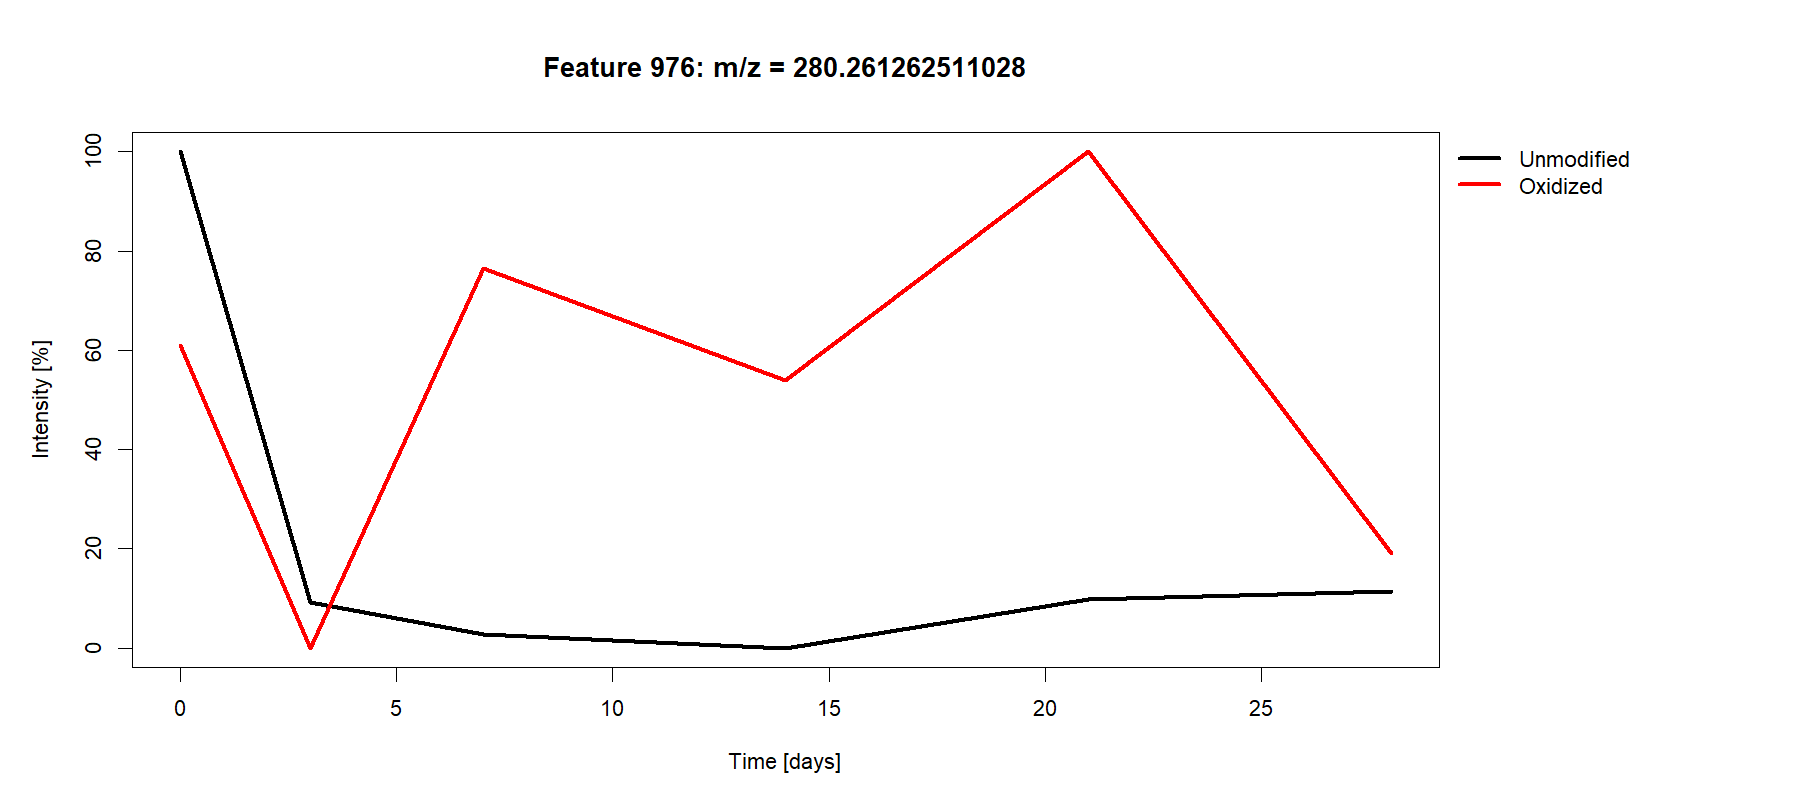 Feature 976: m/z = 280.261262511028
Unmodified
Oxidized
Intensity [%]
100
80
60
40
20
0
0 5 10 15 20 25
Time [days]